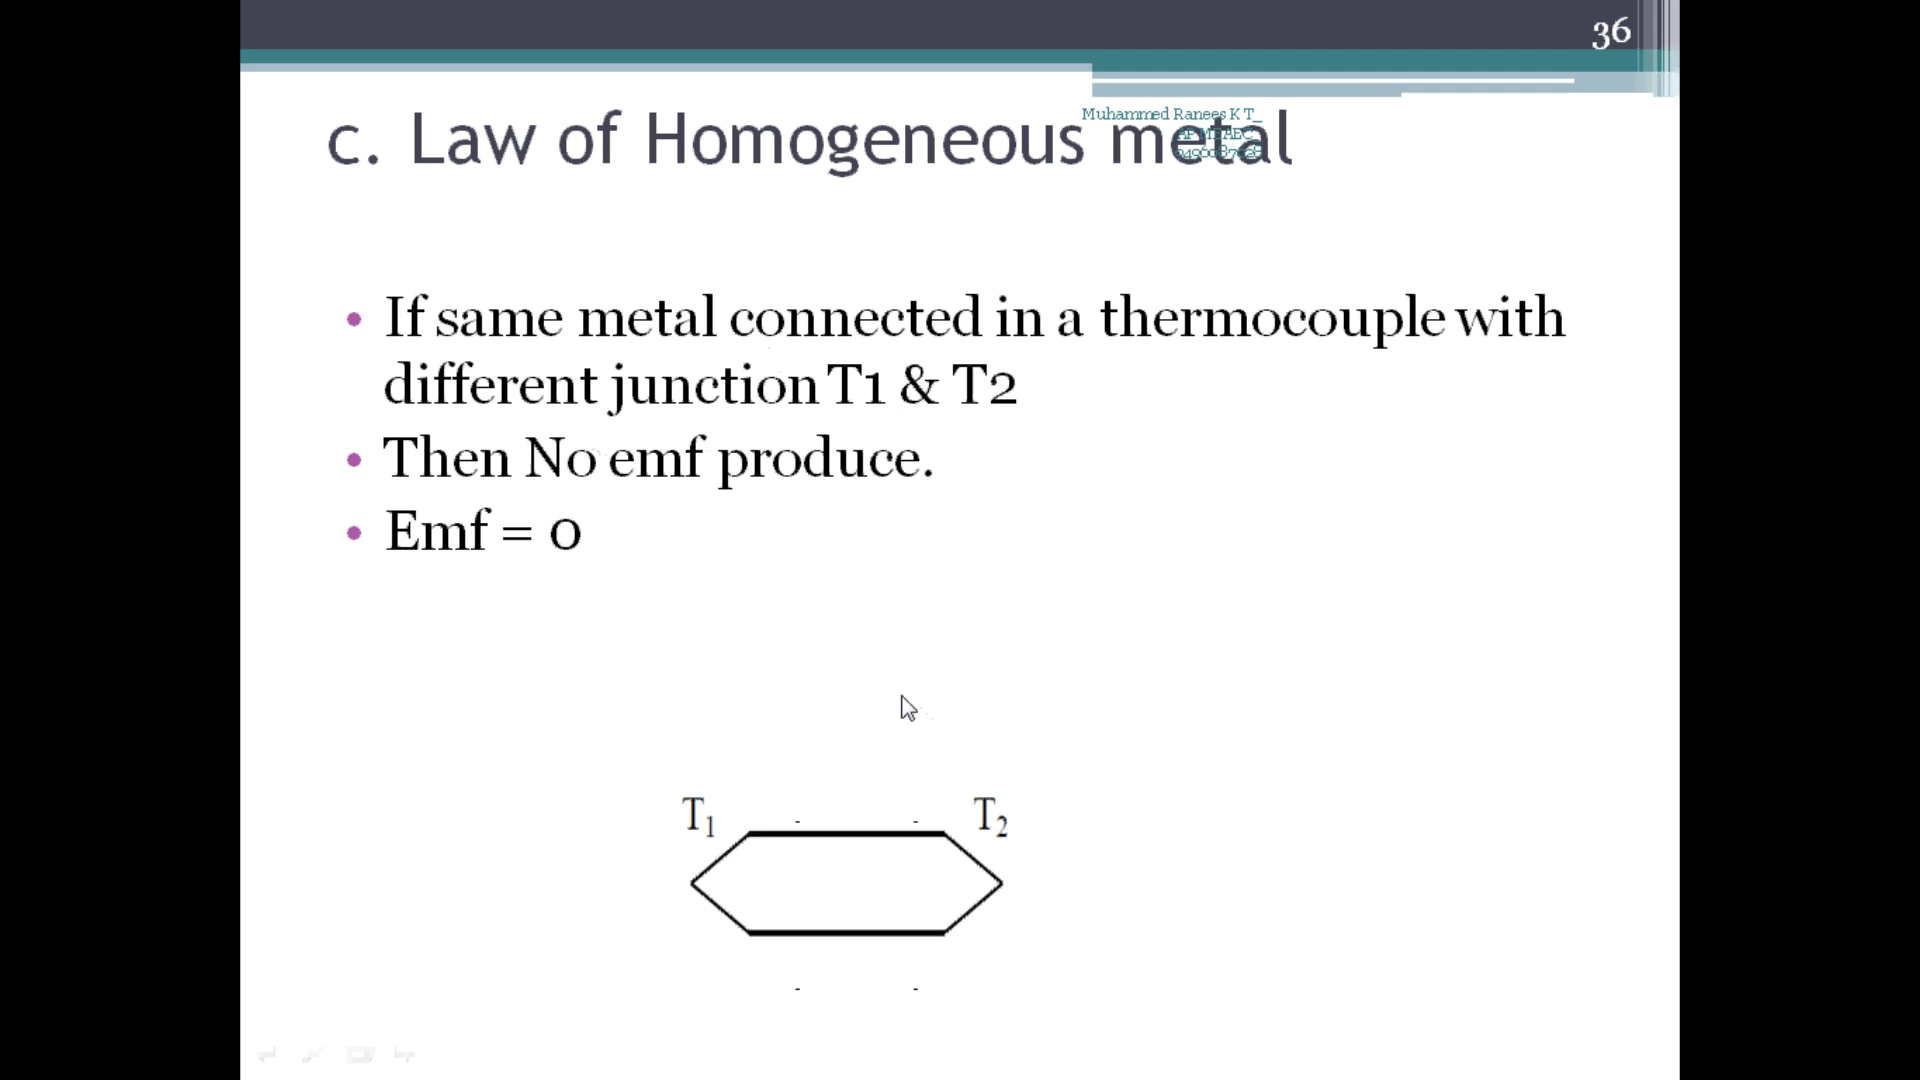 36
Muhammed Ranees K T_
c. Law of Homogeneous metal
• If same metal connected in a thermocouple with
different junction T1 & T2
• Then No emf produce.
• Emf = 0
T₁ T₂